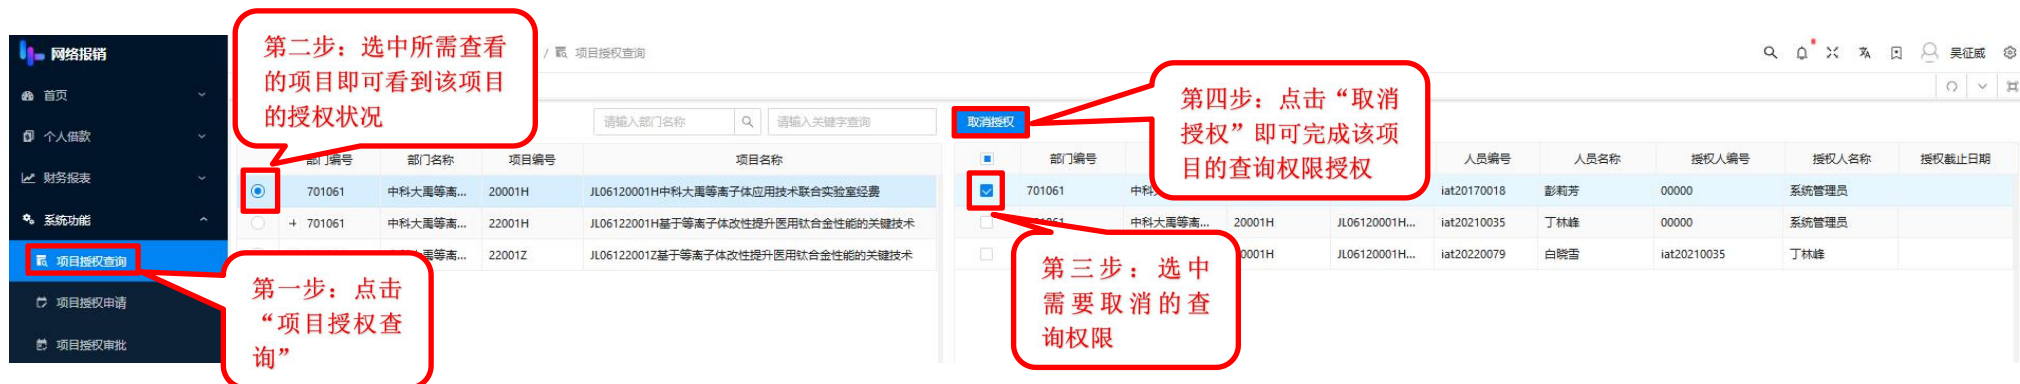 网络报销
首页
个人借款
财务报表
系统功能
项目授权查询
项目授权申请
项目授权审批
第一步：点击
“项目授权查
询”
第二步：选中所需查看
的项目即可看到该项目
的授权状况
/ 项目授权查询
吴征威
请输入部门名称 请输入关键字查询
部门编号 部门名称 项目编号 项目名称
701061 中科大禹等离... 20001H JL06120001H中科大禹等离子体应用技术联合实验室经费
+ 701061 中科大禹等离... 22001H JL06122001H基于等离子体改性提升医用钛合金性能的关键技术
禹等离... 22001Z JL06122001Z基于等离子体改性提升医用钛合金性能的关键技术
取消授权
第四步：点击“取消
授权”即可完成该项
目的查询权限授权
部门编号 人员编号 人员名称 授权人编号 授权人名称 授权截止日期
701061 中科 iat20170018 彭莉芳 00000 系统管理员
701061 中科大禹等离... 20001H JL06120001H... iat20210035 丁林峰 00000 系统管理员
0001H JL06120001H... iat20220079 白晓雪 iat20210035 丁林峰
第三步：选中
需要取消的查
询权限